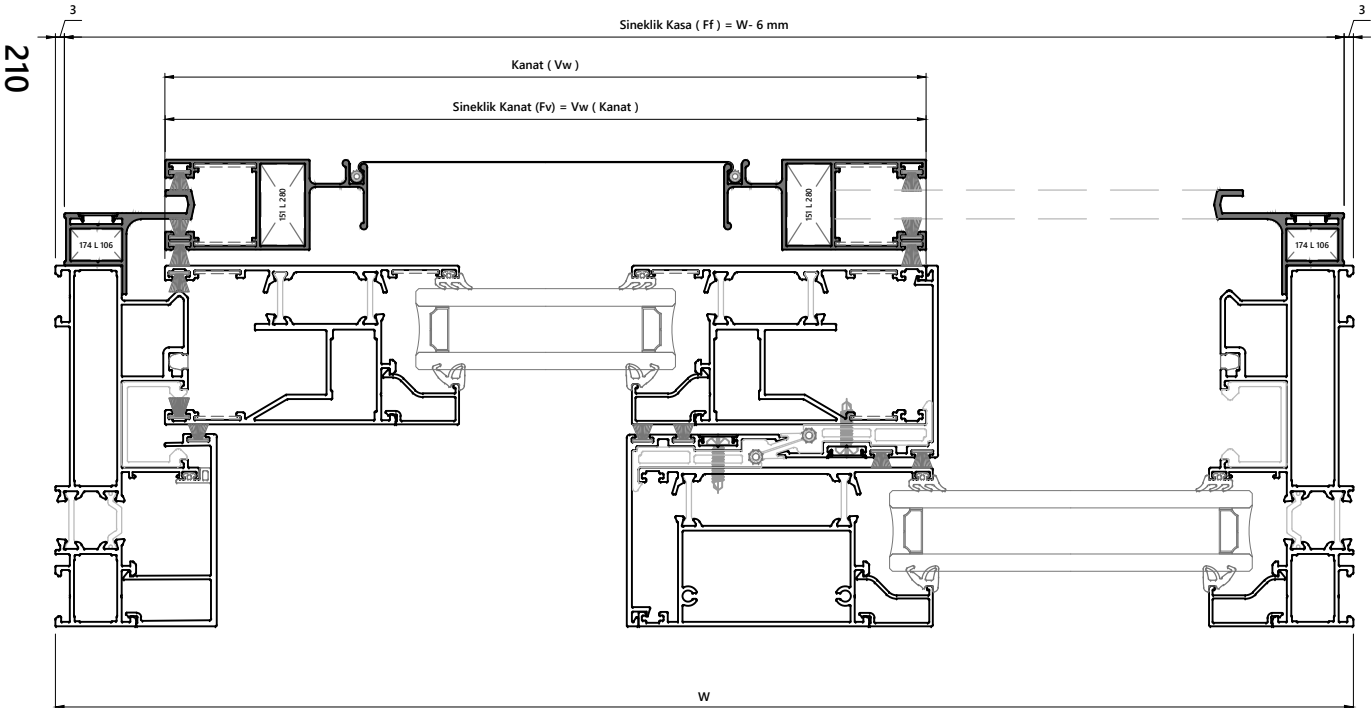 3
3
Sineklik Kasa ( Ff ) = W- 6 mm
210
Kanat ( Vw )
Sineklik Kanat (Fv) = Vw ( Kanat )
151 L 280
151 L 280
174 L 106
174 L 106
W